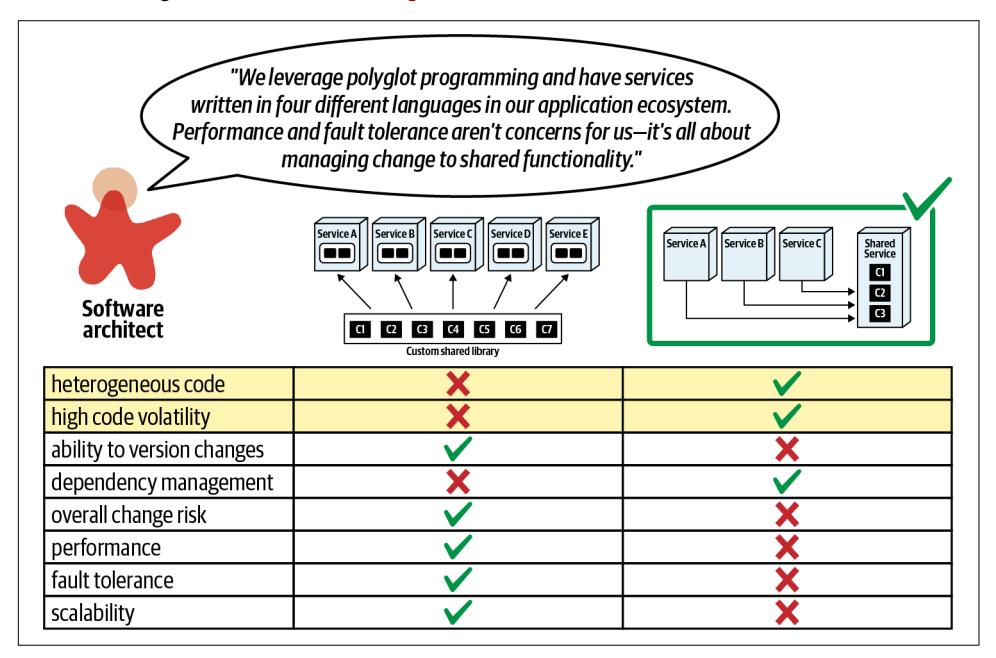 "We leverage polyglot programming and have services
written in four different languages in our application ecosystem.
Performance and fault tolerance aren't concerns for us—it's all about
managing change to shared functionality."
Software
architect
Service A
Service B
Service C
Service D
Service E
C1
C2
C3
C4
C5
C6
C7
Custom shared library
Service A
Service B
Service C
Shared
Service
C1
C2
C3
heterogeneous code
high code volatility
ability to version changes
dependency management
overall change risk
performance
fault tolerance
scalability